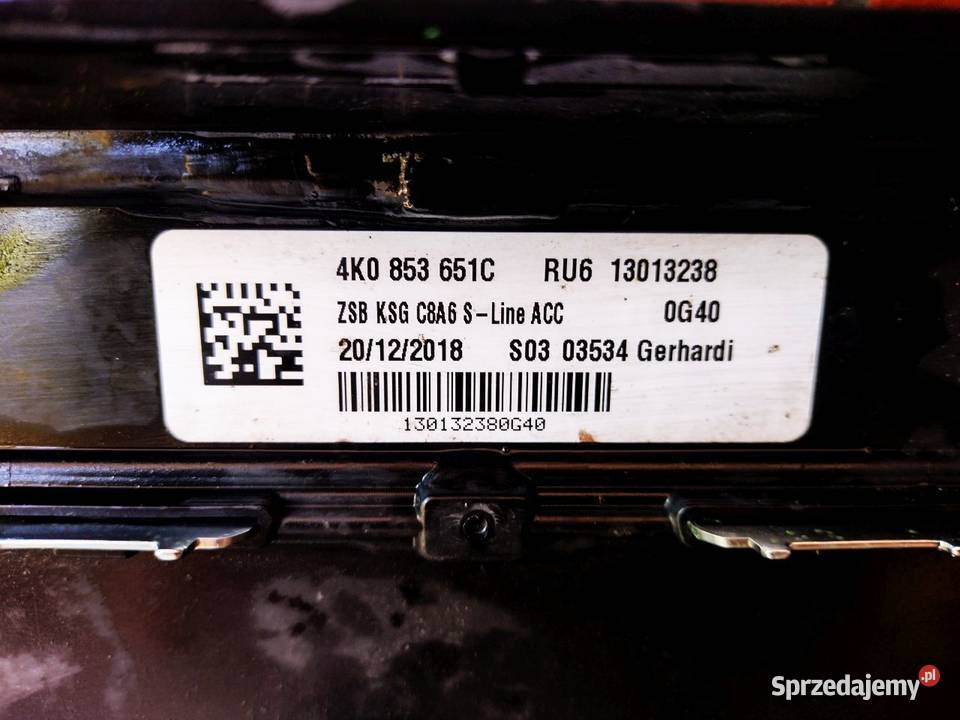 4K0 853 651C RU6 13013238
ZSB KSG C8A6 S-Line ACC 0G40
20/12/2018 S03 03534 Gerhardi
130132380G40
Sprzedajemy.pl